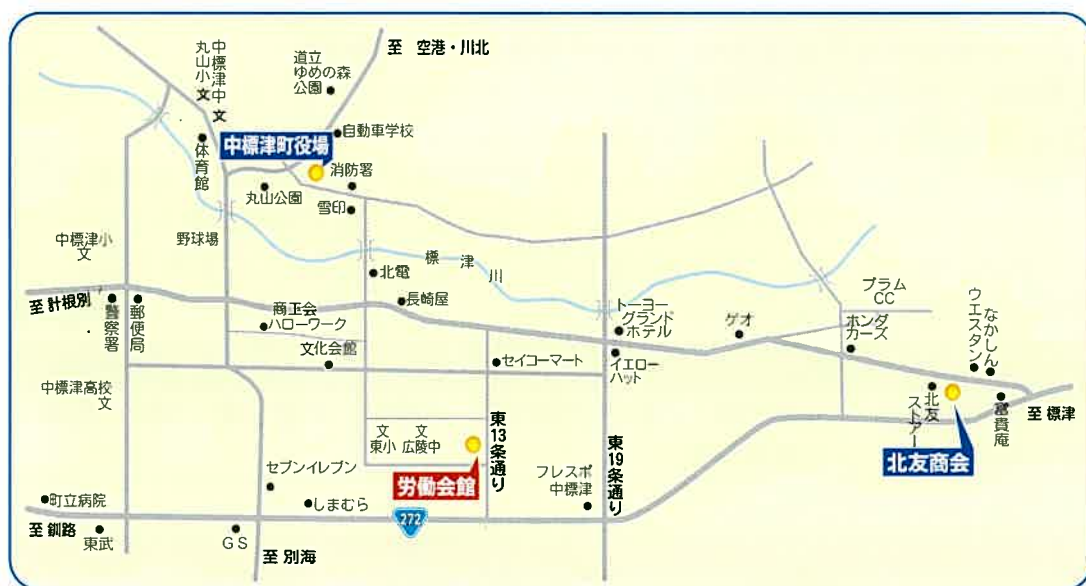 至 空港・川北
中標津中
文
丸山小
文
道立
ゆめの森
公園
自動車学校
中標津町役場
体育館
消防署
丸山公園
雪印
中標津小
文
野球場
標津川
北電
至 計根別
長崎屋
商工会
ハローワーク
警察署
郵便局
文化会館
トーヨー
グランド
ホテル
ゲオ
プラム
CC
ホンダ
カーズ
ウエスタン
なかしん
セイコーマート
イエロー
ハット
中標津高校
文
北友
ストアー
富貴庵
至 標津
文
東小
文
広陵中
東13条通り
東19条通り
北友商会
労働会館
セブンイレブン
しまむら
フレスポ
中標津
町立病院
至 釧路
東武
GS
272
至 別海